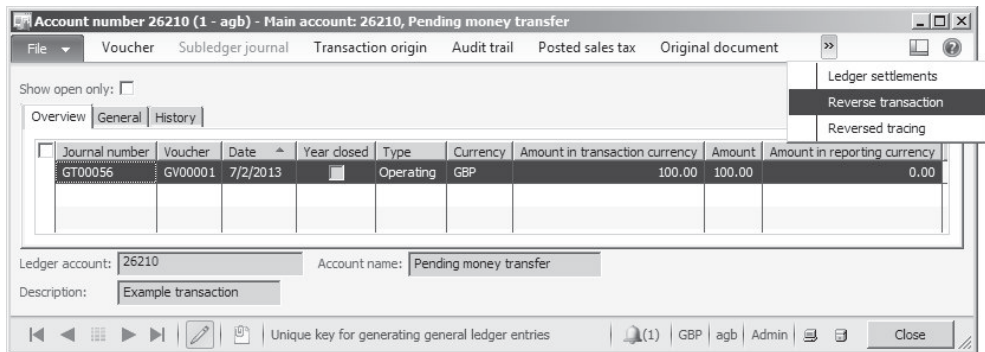 Account number 26210 (1 - agb) - Main account: 26210, Pending money transfer
File Voucher Subledger journal Transaction origin Audit trail Posted sales tax Original document »
Ledger settlements
Reverse transaction
Reversed tracing
Show open only:
Overview General History
Journal number Voucher Date Year closed Type Currency Amount in transaction currency Amount Amount in reporting currency
GT00056 GV00001 7/2/2013 Operating GBP 100.00 100.00 0.00
Ledger account: 26210 Account name: Pending money transfer
Description: Example transaction
Unique key for generating general ledger entries (1) GBP agb Admin Close